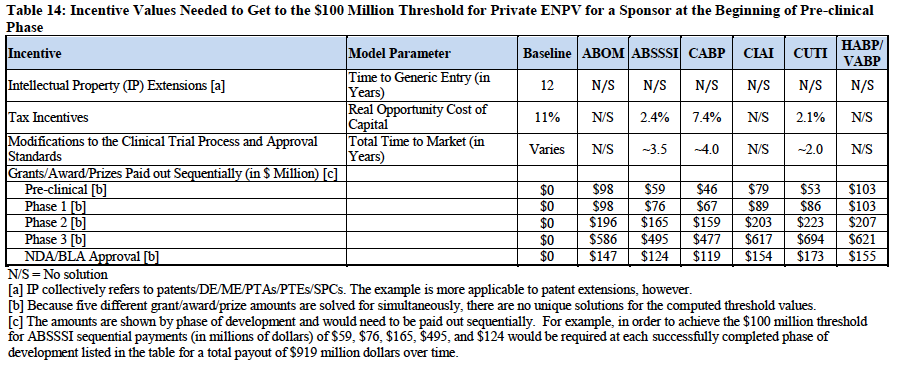 Table 14: Incentive Values Needed to Get to the $100 Million Threshold for Private ENPV for a Sponsor at the Beginning of Pre-clinical
Phase
Incentive Model Parameter Baseline ABOM ABSSSI CABP CIAI CUTI HABP/
VABP
Intellectual Property (IP) Extensions [a] Time to Generic Entry (in
Years) 12 N/S N/S N/S N/S N/S N/S
Tax Incentives Real Opportunity Cost of
Capital 11% N/S 2.4% 7.4% N/S 2.1% N/S
Modifications to the Clinical Trial Process and Approval
Standards Total Time to Market (in
Years) Varies N/S ~3.5 ~4.0 N/S ~2.0 N/S
Grants/Award/Prizes Paid out Sequentially (in $ Million) [c]
Pre-clinical [b] $0 $98 $59 $46 $79 $53 $103
Phase 1 [b] $0 $98 $76 $67 $89 $86 $103
Phase 2 [b] $0 $196 $165 $159 $203 $223 $207
Phase 3 [b] $0 $586 $495 $477 $617 $694 $621
NDA/BLA Approval [b] $0 $147 $124 $119 $154 $173 $155
N/S = No solution
[a] IP collectively refers to patents/DE/ME/PTAs/PTEs/SPCs. The example is more applicable to patent extensions, however.
[b] Because five different grant/award/prize amounts are solved for simultaneously, there are no unique solutions for the computed threshold values.
[c] The amounts are shown by phase of development and would need to be paid out sequentially. For example, in order to achieve the $100 million threshold
for ABSSSI sequential payments (in millions of dollars) of $59, $76, $165, $495, and $124 would be required at each successfully completed phase of
development listed in the table for a total payout of $919 million dollars over time.